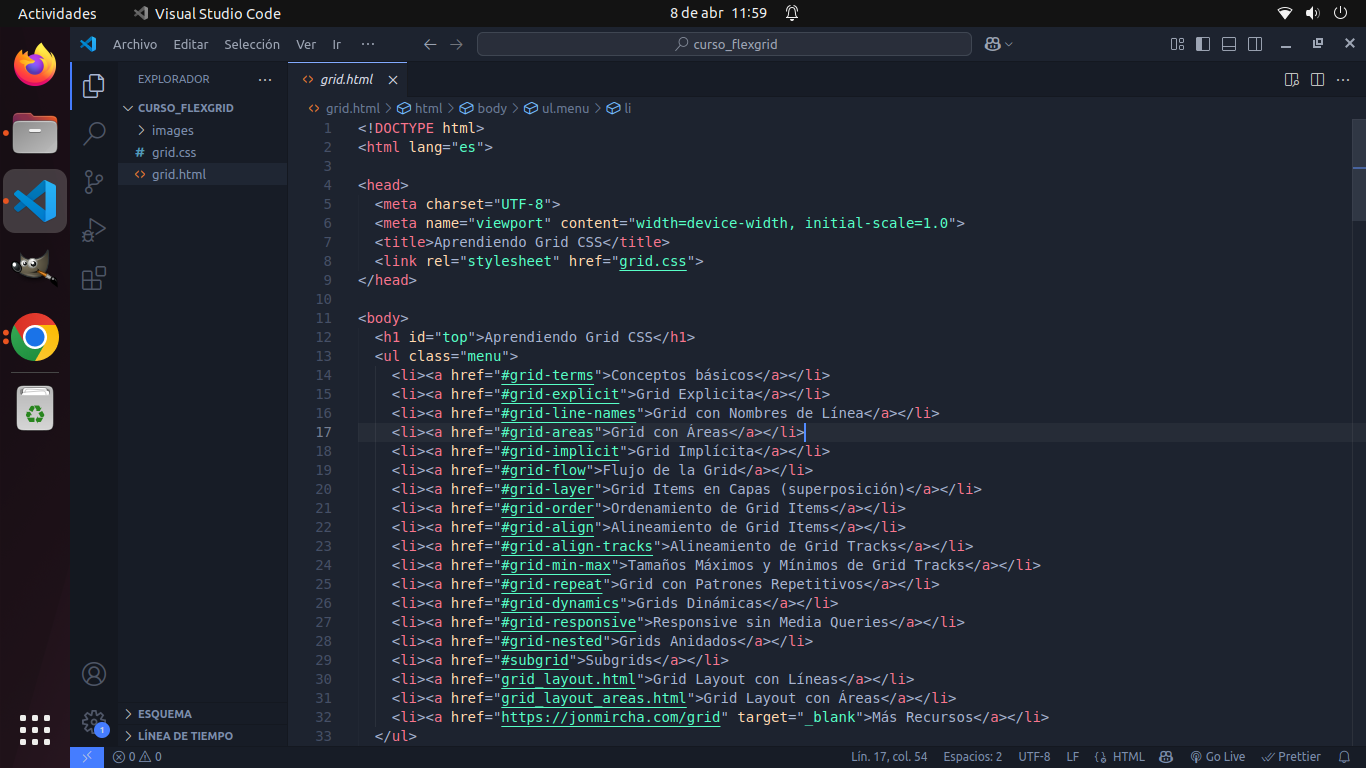 Actividades Visual Studio Code 8 de abr 11:59
Archivo Editar Selección Ver Ir ··· curso_flexgrid
EXPLORADOR ···
CURSO_FLEXGRID
images
# grid.css
<> grid.html
ESQUEMA
LÍNEA DE TIEMPO
1
<> grid.html
<> grid.html > html > body > ul.menu > li
1 <!DOCTYPE html>
2 <html lang="es">
3
4 <head>
5 <meta charset="UTF-8">
6 <meta name="viewport" content="width=device-width, initial-scale=1.0">
7 <title>Aprendiendo Grid CSS</title>
8 <link rel="stylesheet" href="grid.css">
9 </head>
10
11 <body>
12 <h1 id="top">Aprendiendo Grid CSS</h1>
13 <ul class="menu">
14 <li><a href="#grid-terms">Conceptos básicos</a></li>
15 <li><a href="#grid-explicit">Grid Explicita</a></li>
16 <li><a href="#grid-line-names">Grid con Nombres de Línea</a></li>
17 <li><a href="#grid-areas">Grid con Áreas</a></li>
18 <li><a href="#grid-implicit">Grid Implícita</a></li>
19 <li><a href="#grid-flow">Flujo de la Grid</a></li>
20 <li><a href="#grid-layer">Grid Items en Capas (superposición)</a></li>
21 <li><a href="#grid-order">Ordenamiento de Grid Items</a></li>
22 <li><a href="#grid-align">Alineamiento de Grid Items</a></li>
23 <li><a href="#grid-align-tracks">Alineamiento de Grid Tracks</a></li>
24 <li><a href="#grid-min-max">Tamaños Máximos y Mínimos de Grid Tracks</a></li>
25 <li><a href="#grid-repeat">Grid con Patrones Repetitivos</a></li>
26 <li><a href="#grid-dynamics">Grids Dinámicas</a></li>
27 <li><a href="#grid-responsive">Responsive sin Media Queries</a></li>
28 <li><a href="#grid-nested">Grids Anidados</a></li>
29 <li><a href="#subgrid">Subgrids</a></li>
30 <li><a href="grid_layout.html">Grid Layout con Líneas</a></li>
31 <li><a href="grid_layout_areas.html">Grid Layout con Áreas</a></li>
32 <li><a href="https://jonmircha.com/grid" target="_blank">Más Recursos</a></li>
33 </ul>
0 0 Lín. 17, col. 54 Espacios: 2 UTF-8 LF {} HTML Go Live Prettier